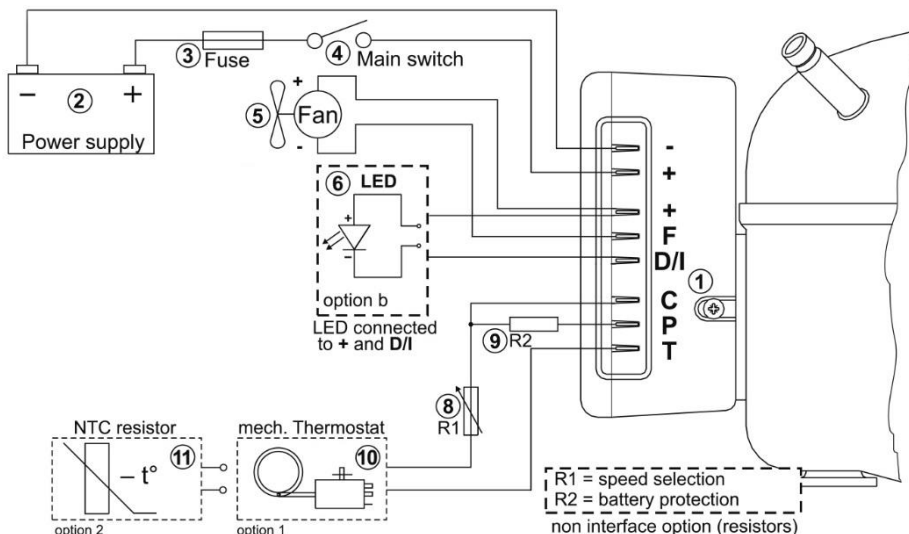 3 Fuse
4 Main switch
− 2 +
Power supply
5 Fan
+
-
6 LED
+
−
option b
LED connected
to + and D/I
-
+
+
F
D/I
C
P
T
1
9 R2
8
R1
NTC resistor
11
− t°
option 2
mech. Thermostat
10
option 1
R1 = speed selection
R2 = battery protection
non interface option (resistors)